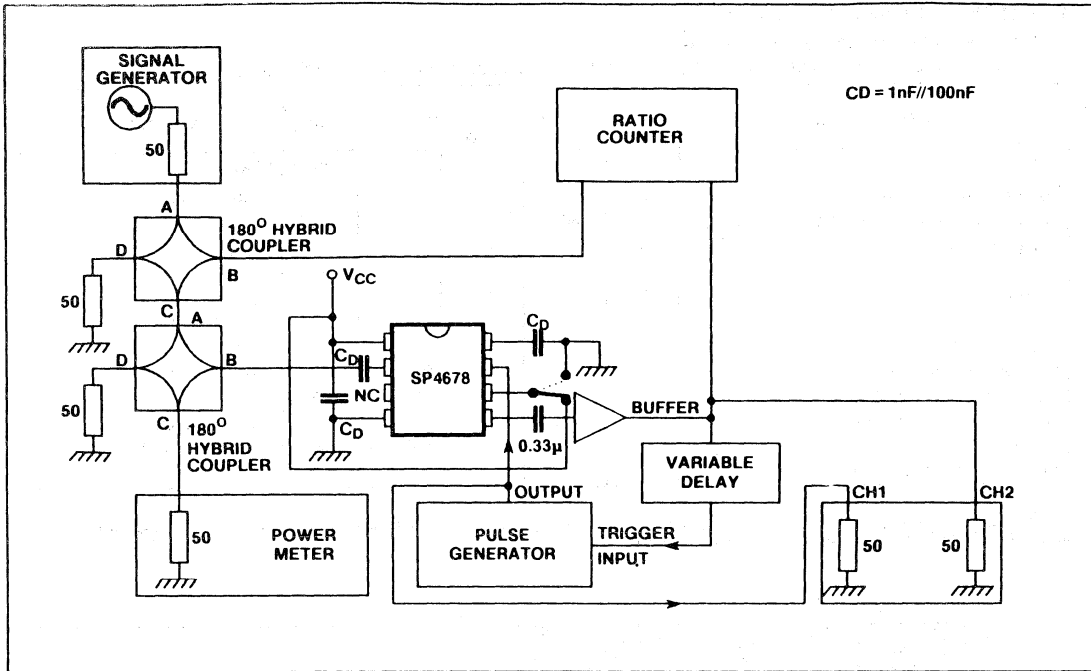 SIGNAL
GENERATOR
50
A
180° HYBRID
COUPLER
D
B
50
C
A
D
B
50
C
180°
HYBRID
COUPLER
50
POWER
METER
RATIO
COUNTER
CD = 1nF//100nF
VCC
CD
NC
CD
SP4678
CD
0.33µ
BUFFER
VARIABLE
DELAY
OUTPUT
PULSE
GENERATOR
TRIGGER
INPUT
CH1
CH2
50
50